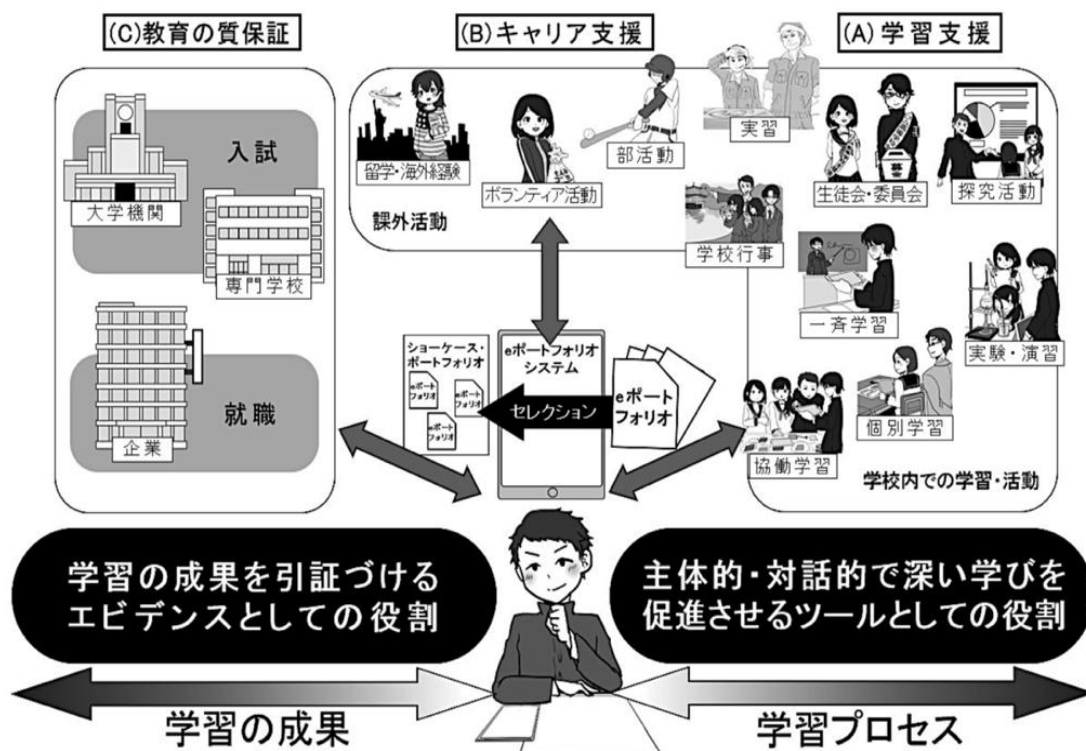 (C)教育の質保証
(B)キャリア支援
(A)学習支援
入試
大学機関
専門学校
就職
企業
留学・海外経験
ボランティア活動
部活動
実習
課外活動
学校行事
生徒会・委員会
探究活動
一斉学習
実験・演習
個別学習
協働学習
学校内での学習・活動
ショーケース・
ポートフォリオ
eポート
フォリオ
eポート
フォリオ
eポート
フォリオ
eポートフォリオ
システム
セレクション
eポート
フォリオ
学習の成果を引証づける
エビデンスとしての役割
主体的・対話的で深い学びを
促進させるツールとしての役割
学習の成果
学習プロセス